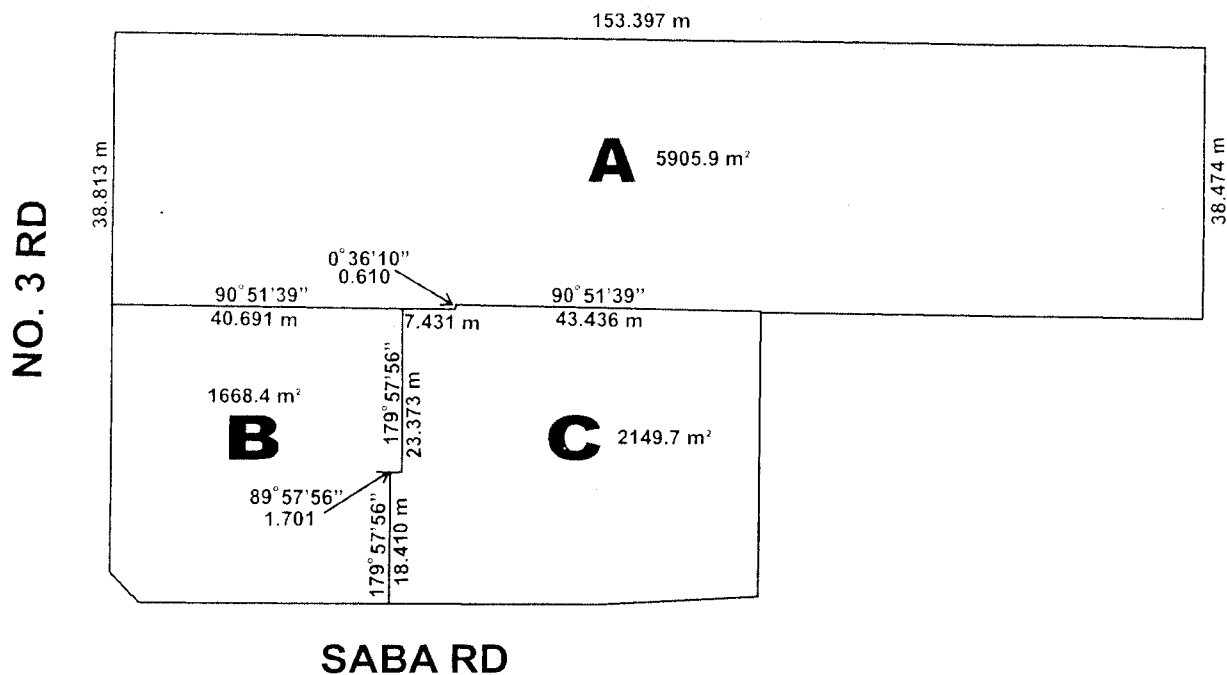 153.397 m
A 5905.9 m²
38.813 m
38.474 m
NO. 3 RD
0°36'10"
0.610
90°51'39"
40.691 m
7.431 m
90°51'39"
43.436 m
1668.4 m²
B
179°57'56"
23.373 m
C 2149.7 m²
89°57'56"
1.701
179°57'56"
18.410 m
SABA RD